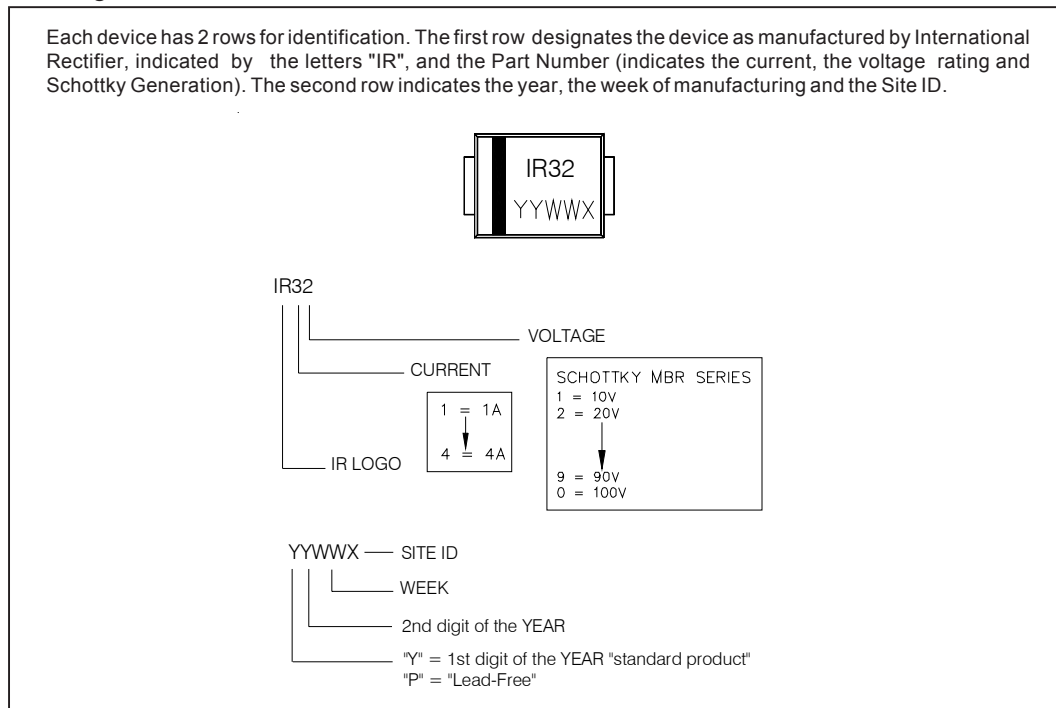 Each device has 2 rows for identification. The first row designates the device as manufactured by International
Rectifier, indicated by the letters "IR", and the Part Number (indicates the current, the voltage rating and
Schottky Generation). The second row indicates the year, the week of manufacturing and the Site ID.
IR32
YYWWX
IR32
VOLTAGE
CURRENT
1 = 1A
4 = 4A
IR LOGO
SCHOTTKY MBR SERIES
1 = 10V
2 = 20V
9 = 90V
0 = 100V
YYWWX
SITE ID
WEEK
2nd digit of the YEAR
"Y" = 1st digit of the YEAR "standard product"
"P" = "Lead-Free"